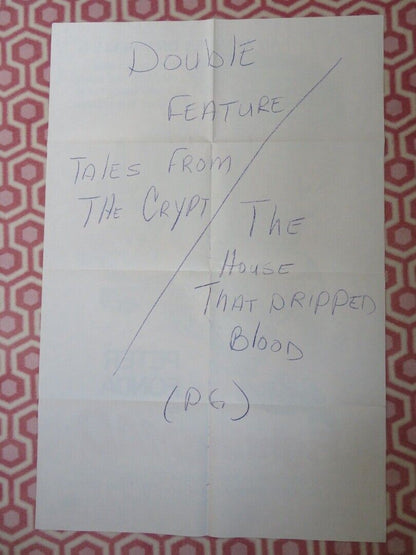 DOUBLE
FEATURE
TALES FROM
THE CRYPT
THE
HOUSE
THAT DRIPPED
BLOOD
(PG)